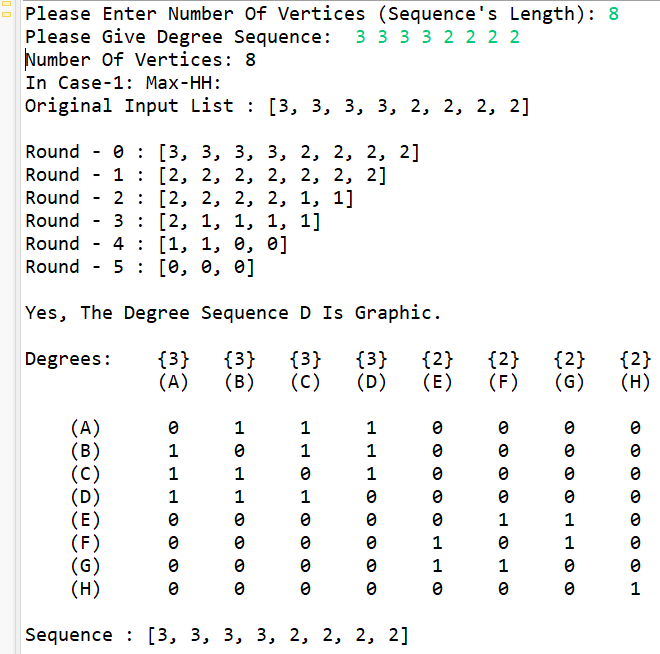 Please Enter Number Of Vertices (Sequence's Length): 8
Please Give Degree Sequence:  3 3 3 3 2 2 2 2
Number Of Vertices: 8
In Case-1: Max-HH:
Original Input List : [3, 3, 3, 3, 2, 2, 2, 2]
Round - 0 : [3, 3, 3, 3, 2, 2, 2, 2]
Round - 1 : [2, 2, 2, 2, 2, 2, 2]
Round - 2 : [2, 2, 2, 2, 1, 1]
Round - 3 : [2, 1, 1, 1, 1]
Round - 4 : [1, 1, 0, 0]
Round - 5 : [0, 0, 0]
Yes, The Degree Sequence D Is Graphic.
Degrees: {3} {3} {3} {3} {2} {2} {2} {2}
(A) (B) (C) (D) (E) (F) (G) (H)
(A) 0 1 1 1 0 0 0 0
(B) 1 0 1 1 0 0 0 0
(C) 1 1 0 1 0 0 0 0
(D) 1 1 1 0 0 0 0 0
(E) 0 0 0 0 0 1 1 0
(F) 0 0 0 0 1 0 1 0
(G) 0 0 0 0 1 1 0 0
(H) 0 0 0 0 0 0 0 1
Sequence : [3, 3, 3, 3, 2, 2, 2, 2]